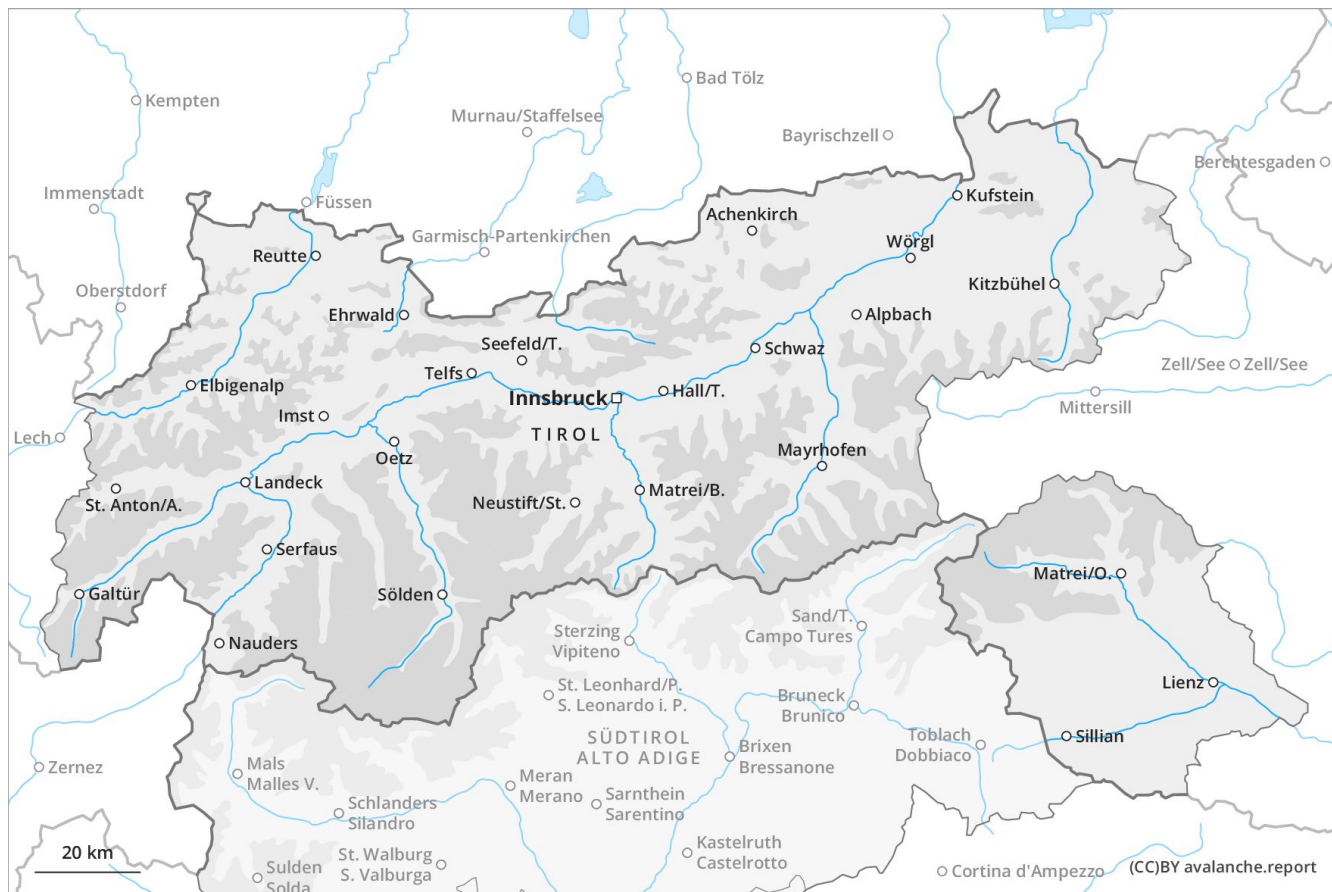 Kempten
Bad Tölz
Murnau/Staffelsee
Bayrischzell
Berchtesgaden
Immenstadt
Füssen
Kufstein
Achenkirch
Garmisch-Partenkirchen
Wörgl
Reutte
Kitzbühel
Oberstdorf
Ehrwald
Alpbach
Seefeld/T.
Schwaz
Zell/See
Zell/See
Telfs
Elbigenalp
Innsbruck
Hall/T.
Mittersill
Imst
TIROL
Lech
Oetz
Mayrhofen
Landeck
Matrei/B.
St. Anton/A.
Neustift/St.
Serfaus
Matrei/O.
Galtür
Sölden
Sand/T.
Campo Tures
Sterzing
Vipiteno
Nauders
Lienz
St. Leonhard/P.
S. Leonardo i. P.
Bruneck
Brunico
SÜDTIROL
ALTO ADIGE
Toblach
Dobbiaco
Sillian
Brixen
Bressanone
Zernez
Mals
Malles V.
Meran
Merano
Schlanders
Silandro
Sarnthein
Sarentino
20 km
St. Walburg
S. Valburga
Kastelruth
Castelrotto
Sulden
Solda
Cortina d'Ampezzo
(CC)BY avalanche.report